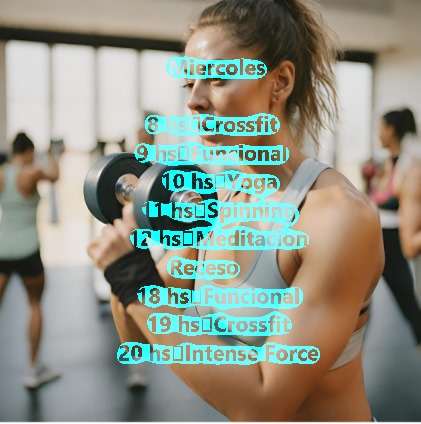 Miercoles
8 hs□Crossfit
9 hs□Funcional
10 hs□Yoga
11 hs□Spinning
12 hs□Meditacion
Receso
18 hs□Funcional
19 hs□Crossfit
20 hs□Intense Force